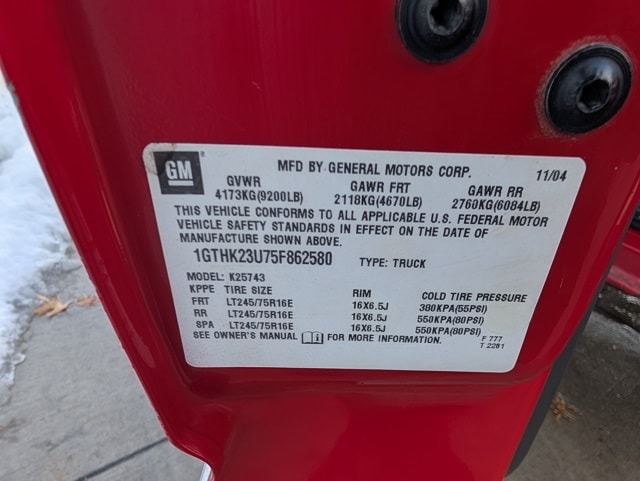 GM
MFD BY GENERAL MOTORS CORP. 11/04
GVWR GAWR FRT GAWR RR
4173KG(9200LB) 2118KG(4670LB) 2760KG(6084LB)
THIS VEHICLE CONFORMS TO ALL APPLICABLE U.S. FEDERAL MOTOR
VEHICLE SAFETY STANDARDS IN EFFECT ON THE DATE OF
MANUFACTURE SHOWN ABOVE.
1GTHK23U75F862580 TYPE: TRUCK
MODEL: K25743
KPPE TIRE SIZE RIM COLD TIRE PRESSURE
FRT LT245/75R16E 16X6.5J 380KPA(55PSI)
RR LT245/75R16E 16X6.5J 550KPA(80PSI)
SPA LT245/75R16E 16X6.5J 550KPA(80PSI)
SEE OWNER'S MANUAL FOR MORE INFORMATION.
F 777
T 2281